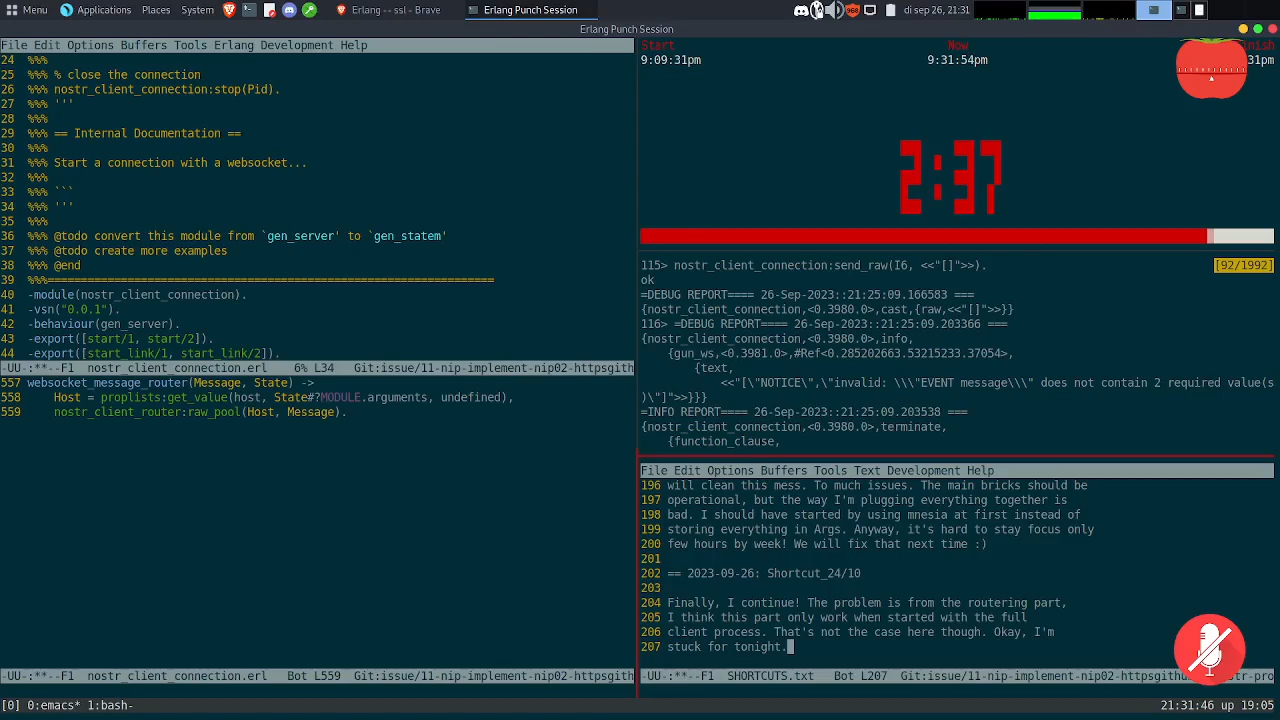 Menu Applications Places System Erlang -- ssl - Brave Erlang Punch Session 968 di sep 26, 21:31
Erlang Punch Session
File Edit Options Buffers Tools Erlang Development Help
24 %%%
25 %%% % close the connection
26 %%% nostr_client_connection:stop(Pid).
27 %%% '''
28 %%%
29 %%% == Internal Documentation ==
30 %%%
31 %%% Start a connection with a websocket...
32 %%%
33 %%% ```
34 %%% '''
35 %%%
36 %%% @todo convert this module from `gen_server' to `gen_statem'
37 %%% @todo create more examples
38 %%% @end
39 %%%===================================================================
40 -module(nostr_client_connection).
41 -vsn("0.0.1").
42 -behaviour(gen_server).
43 -export([start/1, start/2]).
44 -export([start_link/1, start_link/2]).
-UU-:**--F1 nostr_client_connection.erl 6% L34 Git:issue/11-nip-implement-nip02-httpsgith
557 websocket_message_router(Message, State) ->
558 Host = proplists:get_value(host, State#?MODULE.arguments, undefined),
559 nostr_client_router:raw_pool(Host, Message).
-UU-:**--F1 nostr_client_connection.erl Bot L559 Git:issue/11-nip-implement-nip02-httpsgith
Start Now inish
9:09:31pm 9:31:54pm 31pm
2:37
115> nostr_client_connection:send_raw(I6, <<"[]">>). [92/1992]
ok
=DEBUG REPORT==== 26-Sep-2023::21:25:09.166583 ===
{nostr_client_connection,<0.3980.0>,cast,{raw,<<"[]">>}}
116> =DEBUG REPORT==== 26-Sep-2023::21:25:09.203366 ===
{nostr_client_connection,<0.3980.0>,info,
{gun_ws,<0.3981.0>,#Ref<0.285202663.53215233.37054>,
{text,
<<"[\"NOTICE\",\"invalid: \\\"EVENT message\\\" does not contain 2 required value(s
)\"]">>}}}
=INFO REPORT==== 26-Sep-2023::21:25:09.203538 ===
{nostr_client_connection,<0.3980.0>,terminate,
{function_clause,
File Edit Options Buffers Tools Text Development Help
196 will clean this mess. To much issues. The main bricks should be
197 operational, but the way I'm plugging everything together is
198 bad. I should have started by using mnesia at first instead of
199 storing everything in Args. Anyway, it's hard to stay focus only
200 few hours by week! We will fix that next time :)
201
202 == 2023-09-26: Shortcut_24/10
203
204 Finally, I continue! The problem is from the routering part,
205 I think this part only work when started with the full
206 client process. That's not the case here though. Okay, I'm
207 stuck for tonight.
-UU-:**--F1 SHORTCUTS.txt Bot L207 Git:issue/11-nip-implement-nip02-httpsgithu str-pro
[0] 0:emacs* 1:bash- 21:31:46 up 19:05